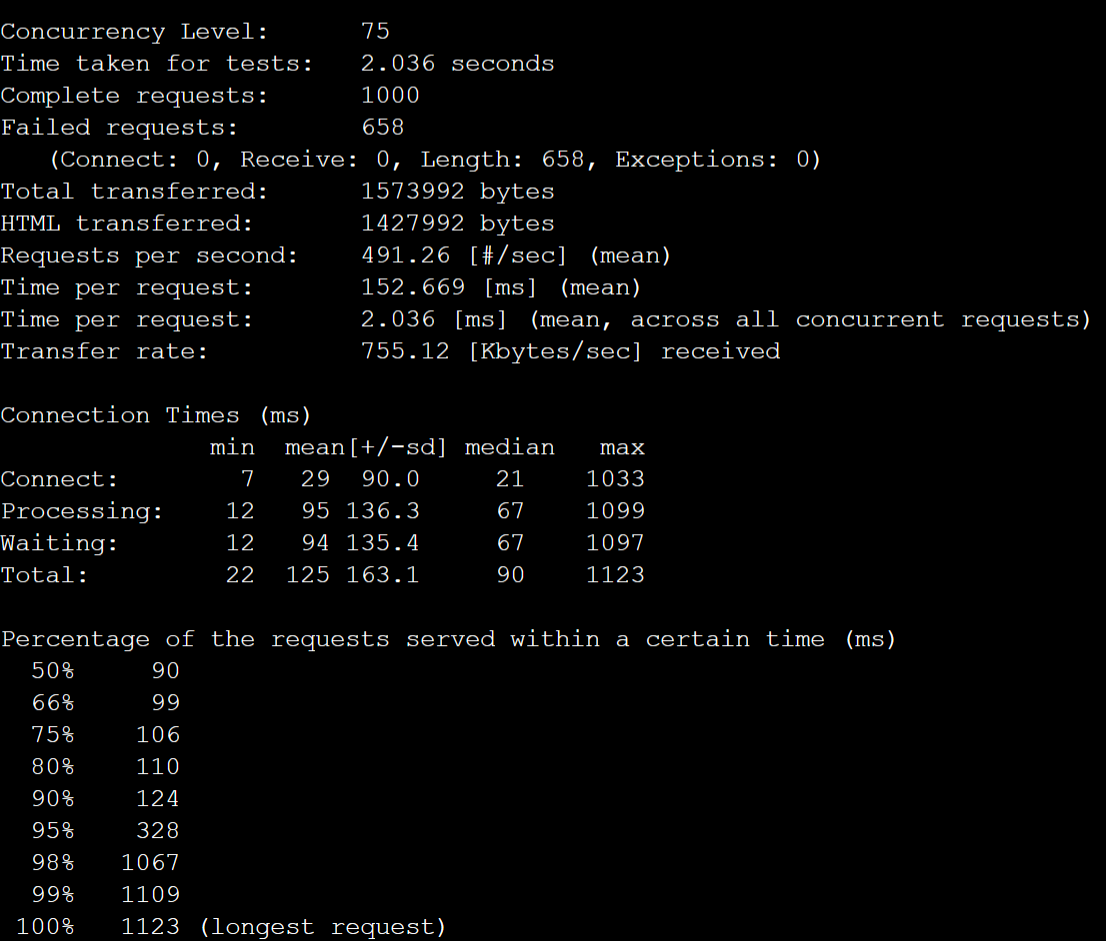 Concurrency Level:      75
Time taken for tests:   2.036 seconds
Complete requests:      1000
Failed requests:        658
   (Connect: 0, Receive: 0, Length: 658, Exceptions: 0)
Total transferred:      1573992 bytes
HTML transferred:       1427992 bytes
Requests per second:    491.26 [#/sec] (mean)
Time per request:       152.669 [ms] (mean)
Time per request:       2.036 [ms] (mean, across all concurrent requests)
Transfer rate:          755.12 [Kbytes/sec] received

Connection Times (ms)
              min  mean[+/-sd] median   max
Connect:        7   29  90.0     21    1033
Processing:    12   95 136.3     67    1099
Waiting:       12   94 135.4     67    1097
Total:         22  125 163.1     90    1123

Percentage of the requests served within a certain time (ms)
  50%     90
  66%     99
  75%    106
  80%    110
  90%    124
  95%    328
  98%   1067
  99%   1109
 100%   1123 (longest request)